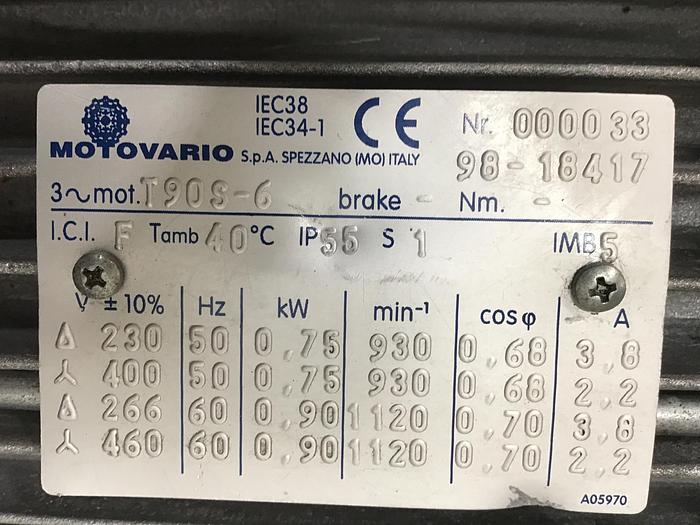 IEC38
IEC34-1
CE
Nr. 000033
MOTOVARIO S.p.A. SPEZZANO (MO) ITALY
98-18417
3~mot. T90S-6 brake - Nm. -
I.C.I. F Tamb 40°C IP55 S 1 IMB5
V ±10% Hz kW min-1 cos φ A
Δ 230 50 0,75 930 0,68 3,8
⅄ 400 50 0,75 930 0,68 2,2
Δ 266 60 0,90 1120 0,70 3,8
⅄ 460 60 0,90 1120 0,70 2,2
A05970